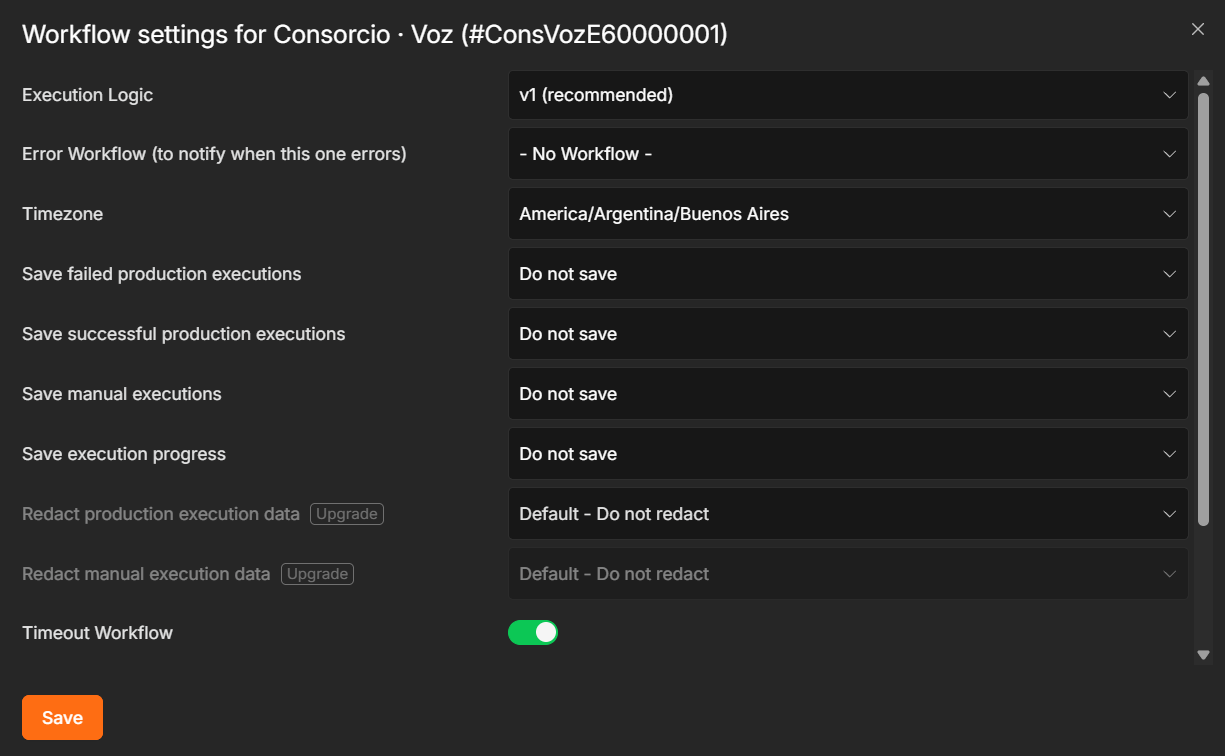 Workflow settings for Consorcio · Voz (#ConsVozE60000001)
Execution Logic
v1 (recommended)
Error Workflow (to notify when this one errors)
- No Workflow -
Timezone
America/Argentina/Buenos Aires
Save failed production executions
Do not save
Save successful production executions
Do not save
Save manual executions
Do not save
Save execution progress
Do not save
Redact production execution data Upgrade
Default - Do not redact
Redact manual execution data Upgrade
Default - Do not redact
Timeout Workflow
Save